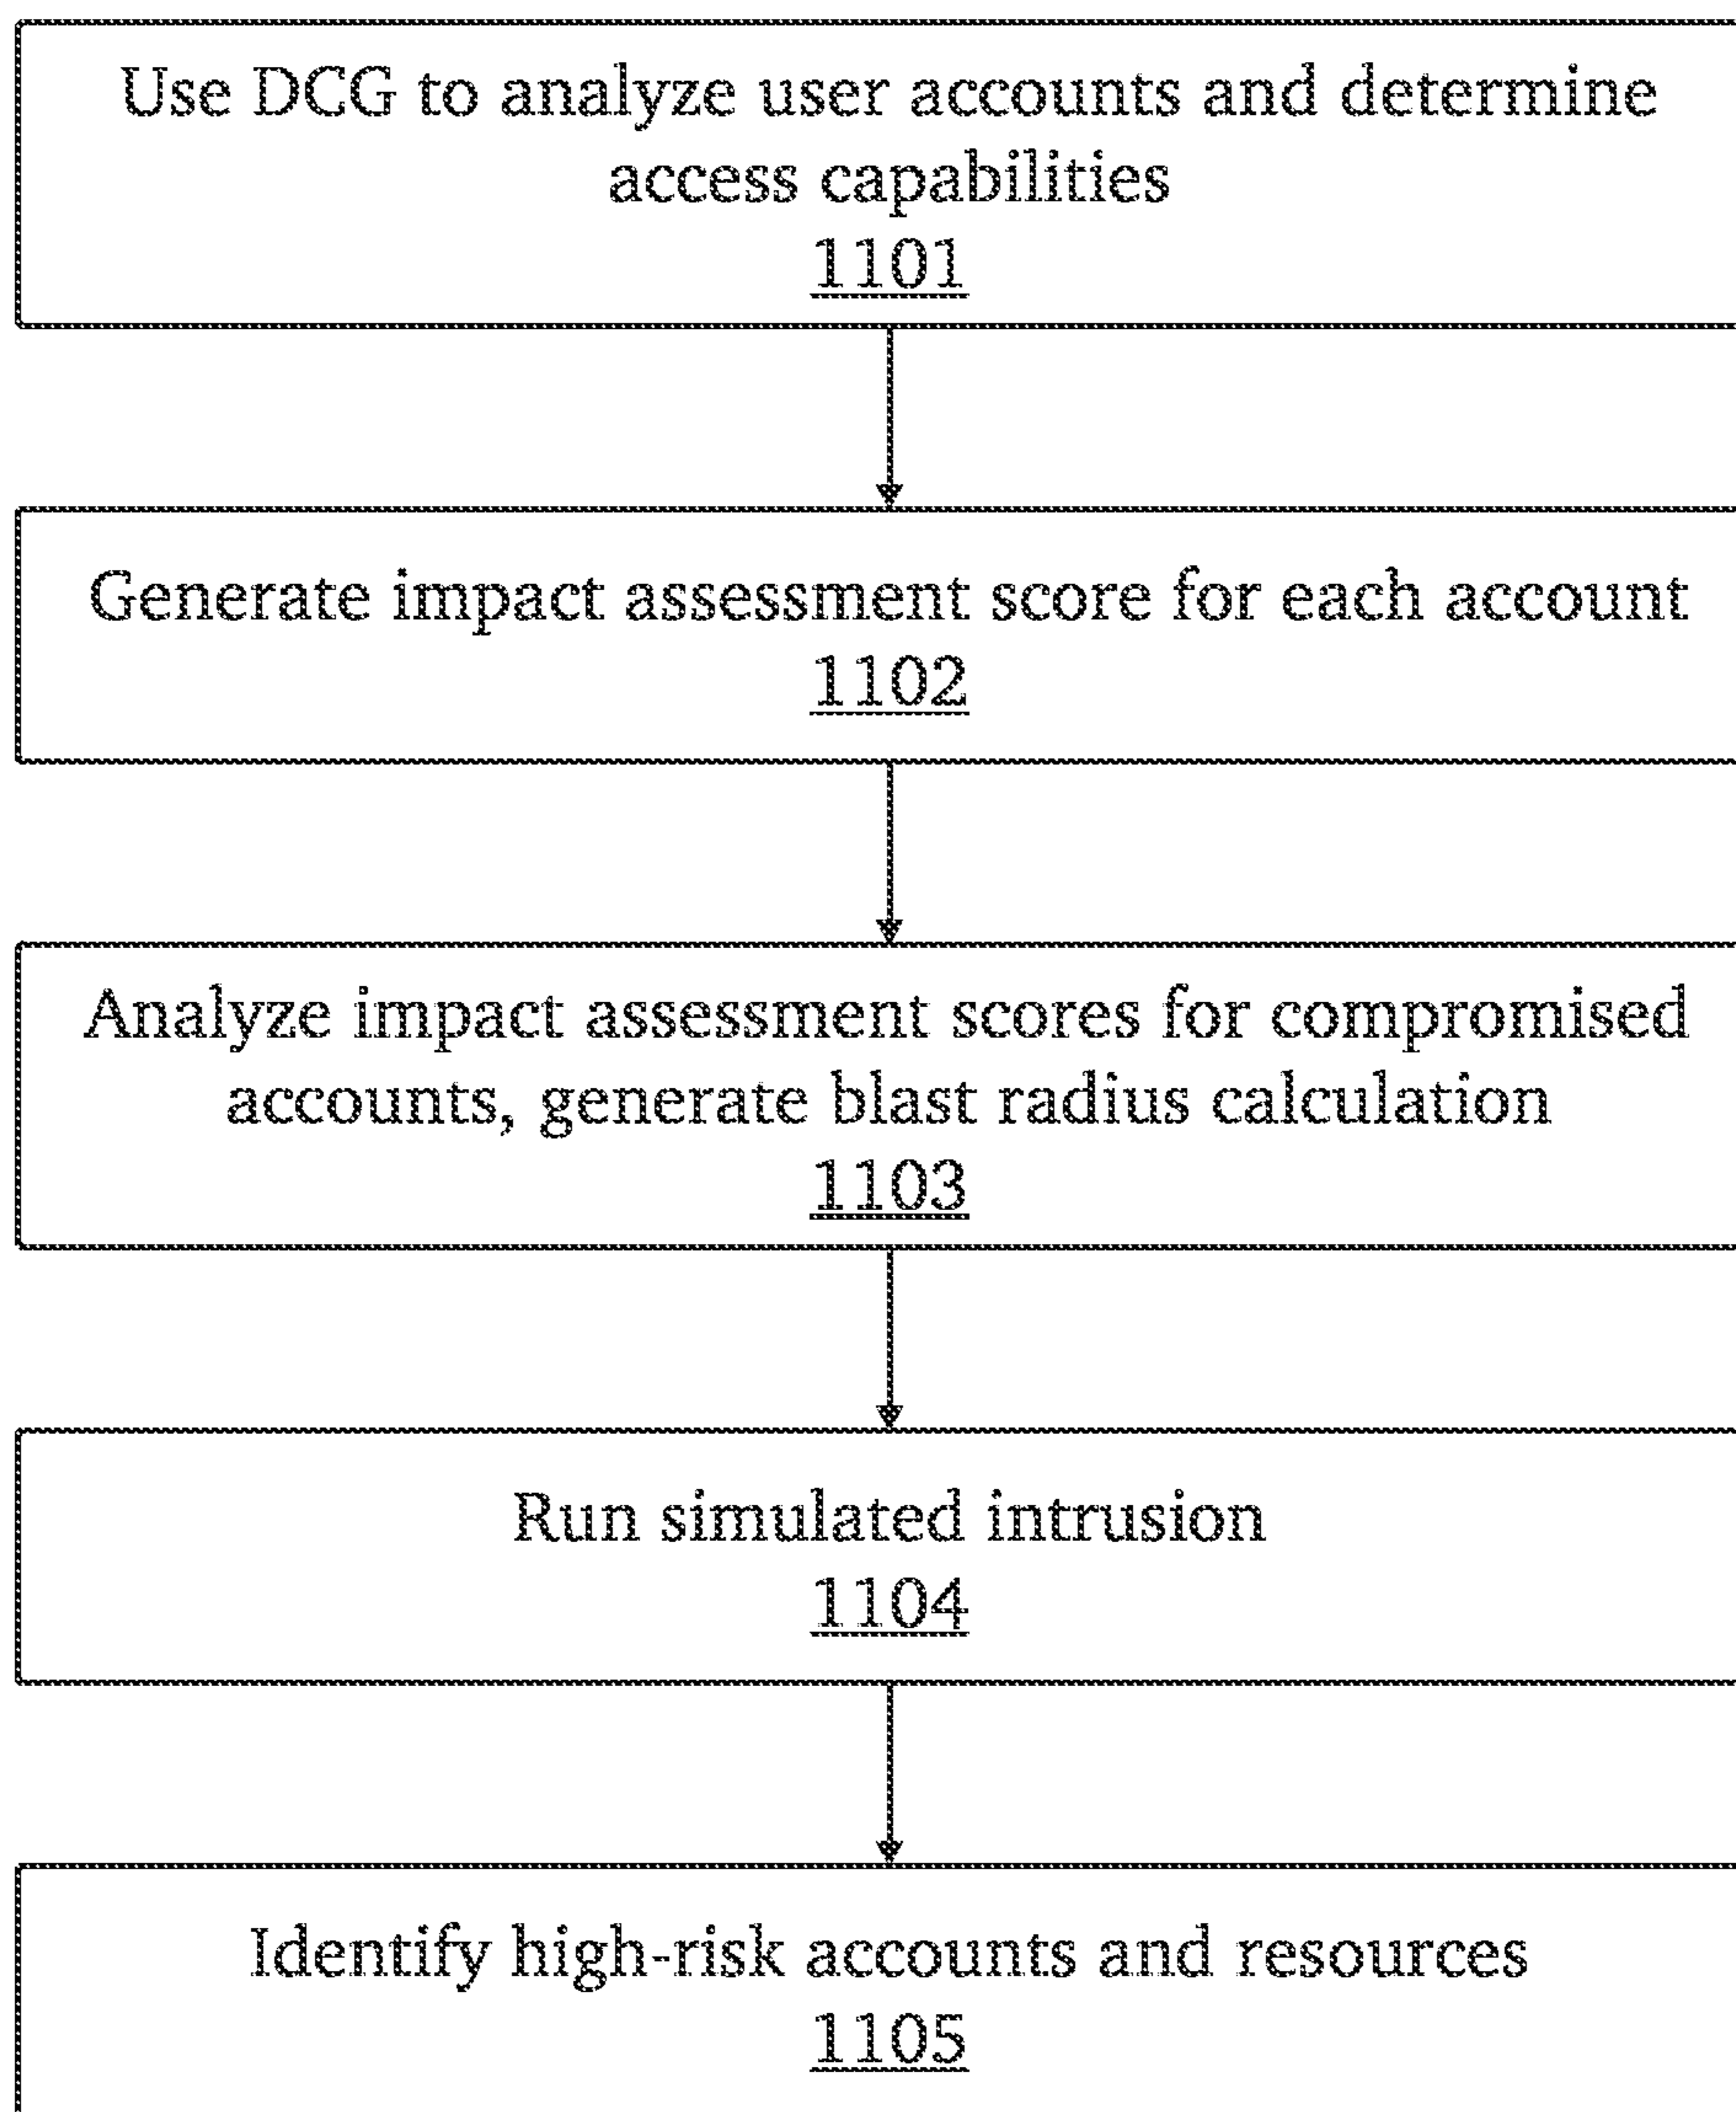 Use DCG to analyze user accounts and determine
access capabilities
1101
Generate impact assessment score for each account
1102
Analyze impact assessment scores for compromised
accounts, generate blast radius calculation
1103
Run simulated intrusion
1104
Identify high-risk accounts and resources
1105